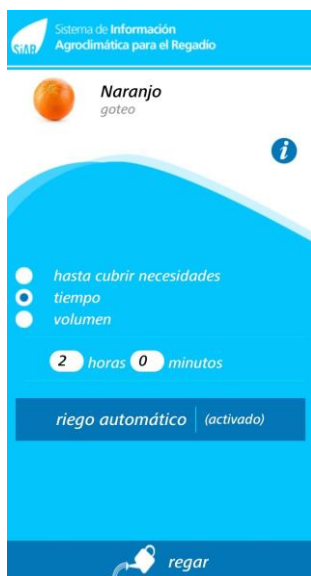 Sistema de Información
Agroclimática para el Regadío
SiAR
Naranjo
goteo
i
hasta cubrir necesidades
tiempo
volumen
2 horas 0 minutos
riego automático (activado)
regar